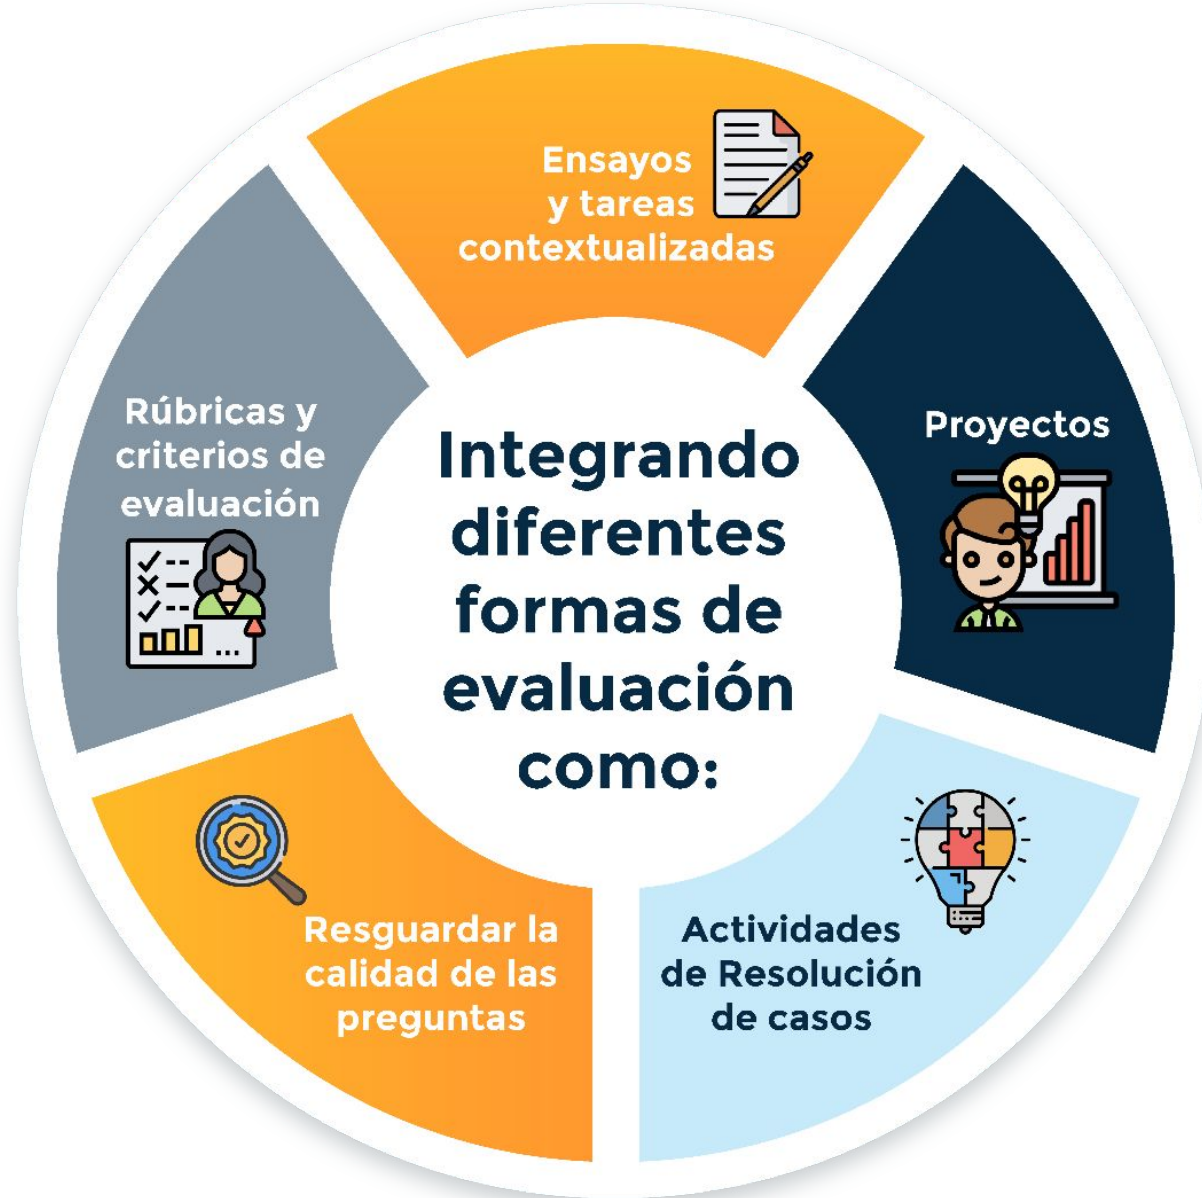 Integrando
diferentes
formas de
evaluación
como:
Ensayos
y tareas
contextualizadas
Proyectos
Actividades
de Resolución
de casos
Resguardar la
calidad de las
preguntas
Rúbricas y
criterios de
evaluación